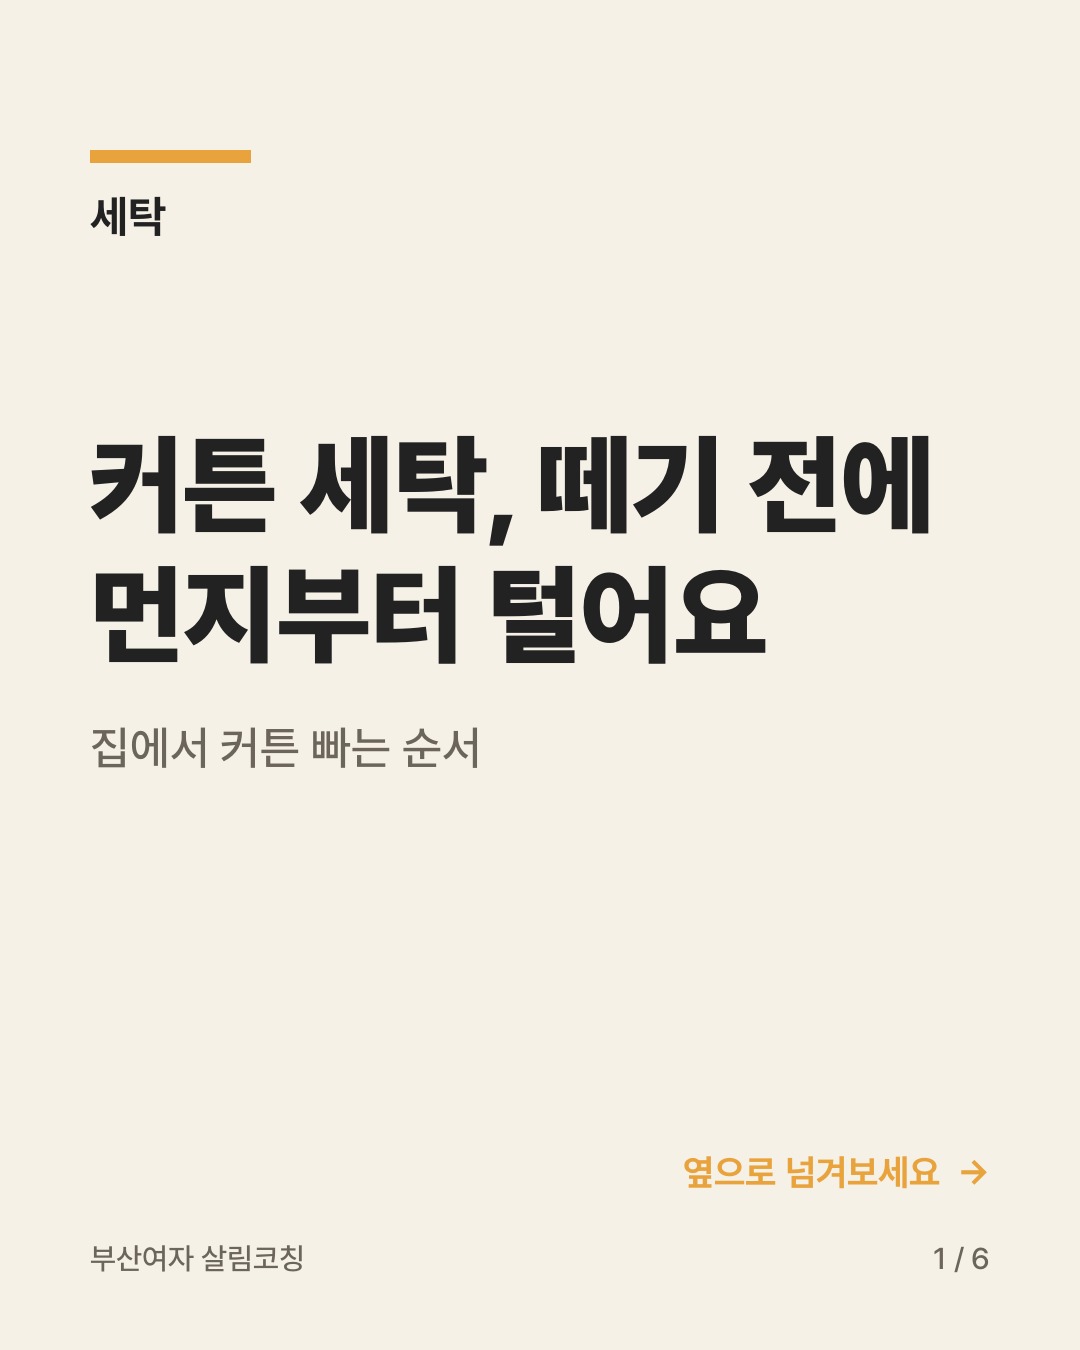 세탁
커튼 세탁, 떼기 전에
먼지부터 털어요
집에서 커튼 빠는 순서
옆으로 넘겨보세요 →
부산여자 살림코칭
1 / 6